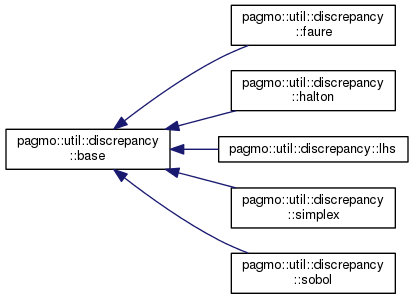 pagmo::util::discrepancy
::faure
pagmo::util::discrepancy
::halton
pagmo::util::discrepancy
::base
pagmo::util::discrepancy::lhs
pagmo::util::discrepancy
::simplex
pagmo::util::discrepancy
::sobol